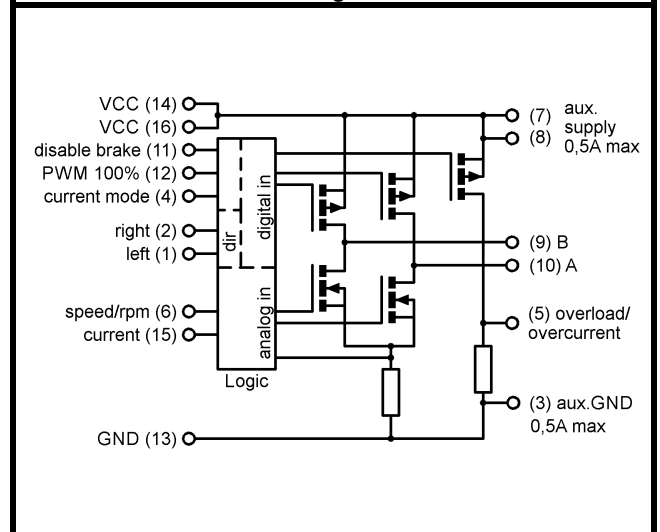 VCC (14)
VCC (16)
disable brake (11)
PWM 100% (12)
current mode (4)
right (2)
left (1)
speed/rpm (6)
current (15)
GND (13)
dir
digital in
analog in
Logic
(7) aux.
supply
(8) 0,5A max
(9) B
(10) A
(5) overload/
overcurrent
(3) aux.GND
0,5A max